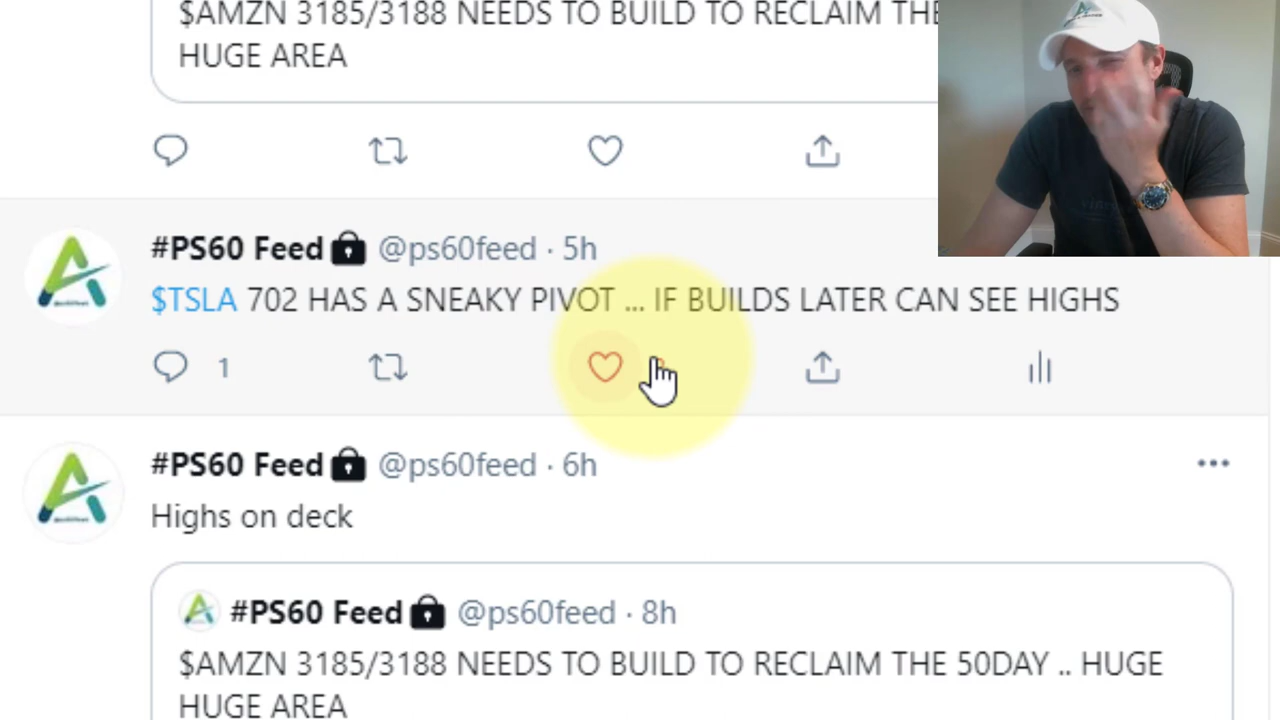 $AMZN 3185/3188 NEEDS TO BUILD TO RECLAIM THE
HUGE AREA
#PS60 Feed @ps60feed · 5h
$TSLA 702 HAS A SNEAKY PIVOT ... IF BUILDS LATER CAN SEE HIGHS
1
#PS60 Feed @ps60feed · 6h
Highs on deck
#PS60 Feed @ps60feed · 8h
$AMZN 3185/3188 NEEDS TO BUILD TO RECLAIM THE 50DAY .. HUGE
HUGE AREA